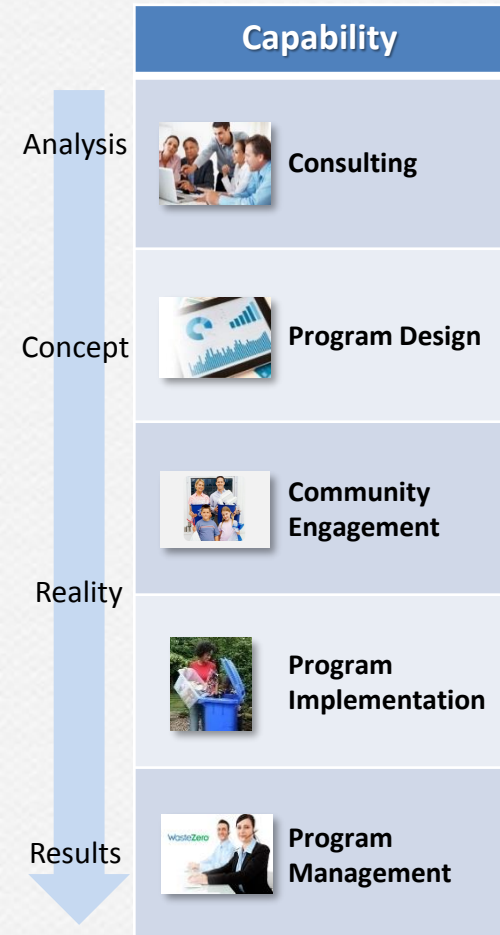 Capability
Analysis
Consulting
Concept
Program Design
Community
Engagement
Reality
Program
Implementation
Results
WasteZero
Program
Management